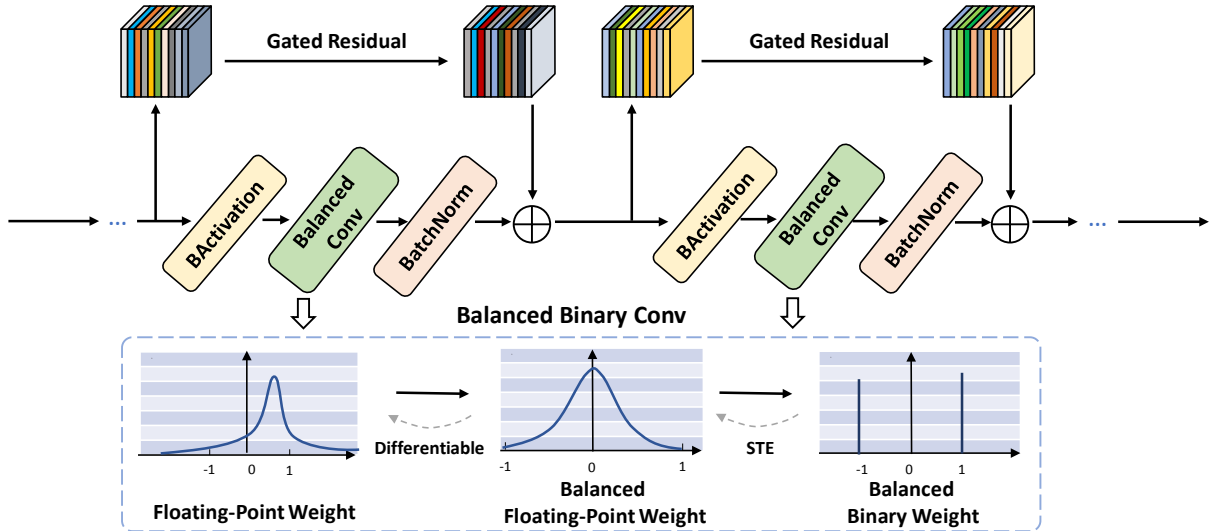 Gated Residual
Gated Residual
...
BActivation
Balanced
Conv
BatchNorm
BActivation
Balanced
Conv
BatchNorm
...
Balanced Binary Conv
Differentiable
STE
-1 0 1
-1 0 1
-1 0 1
Floating-Point Weight
Balanced
Floating-Point Weight
Balanced
Binary Weight